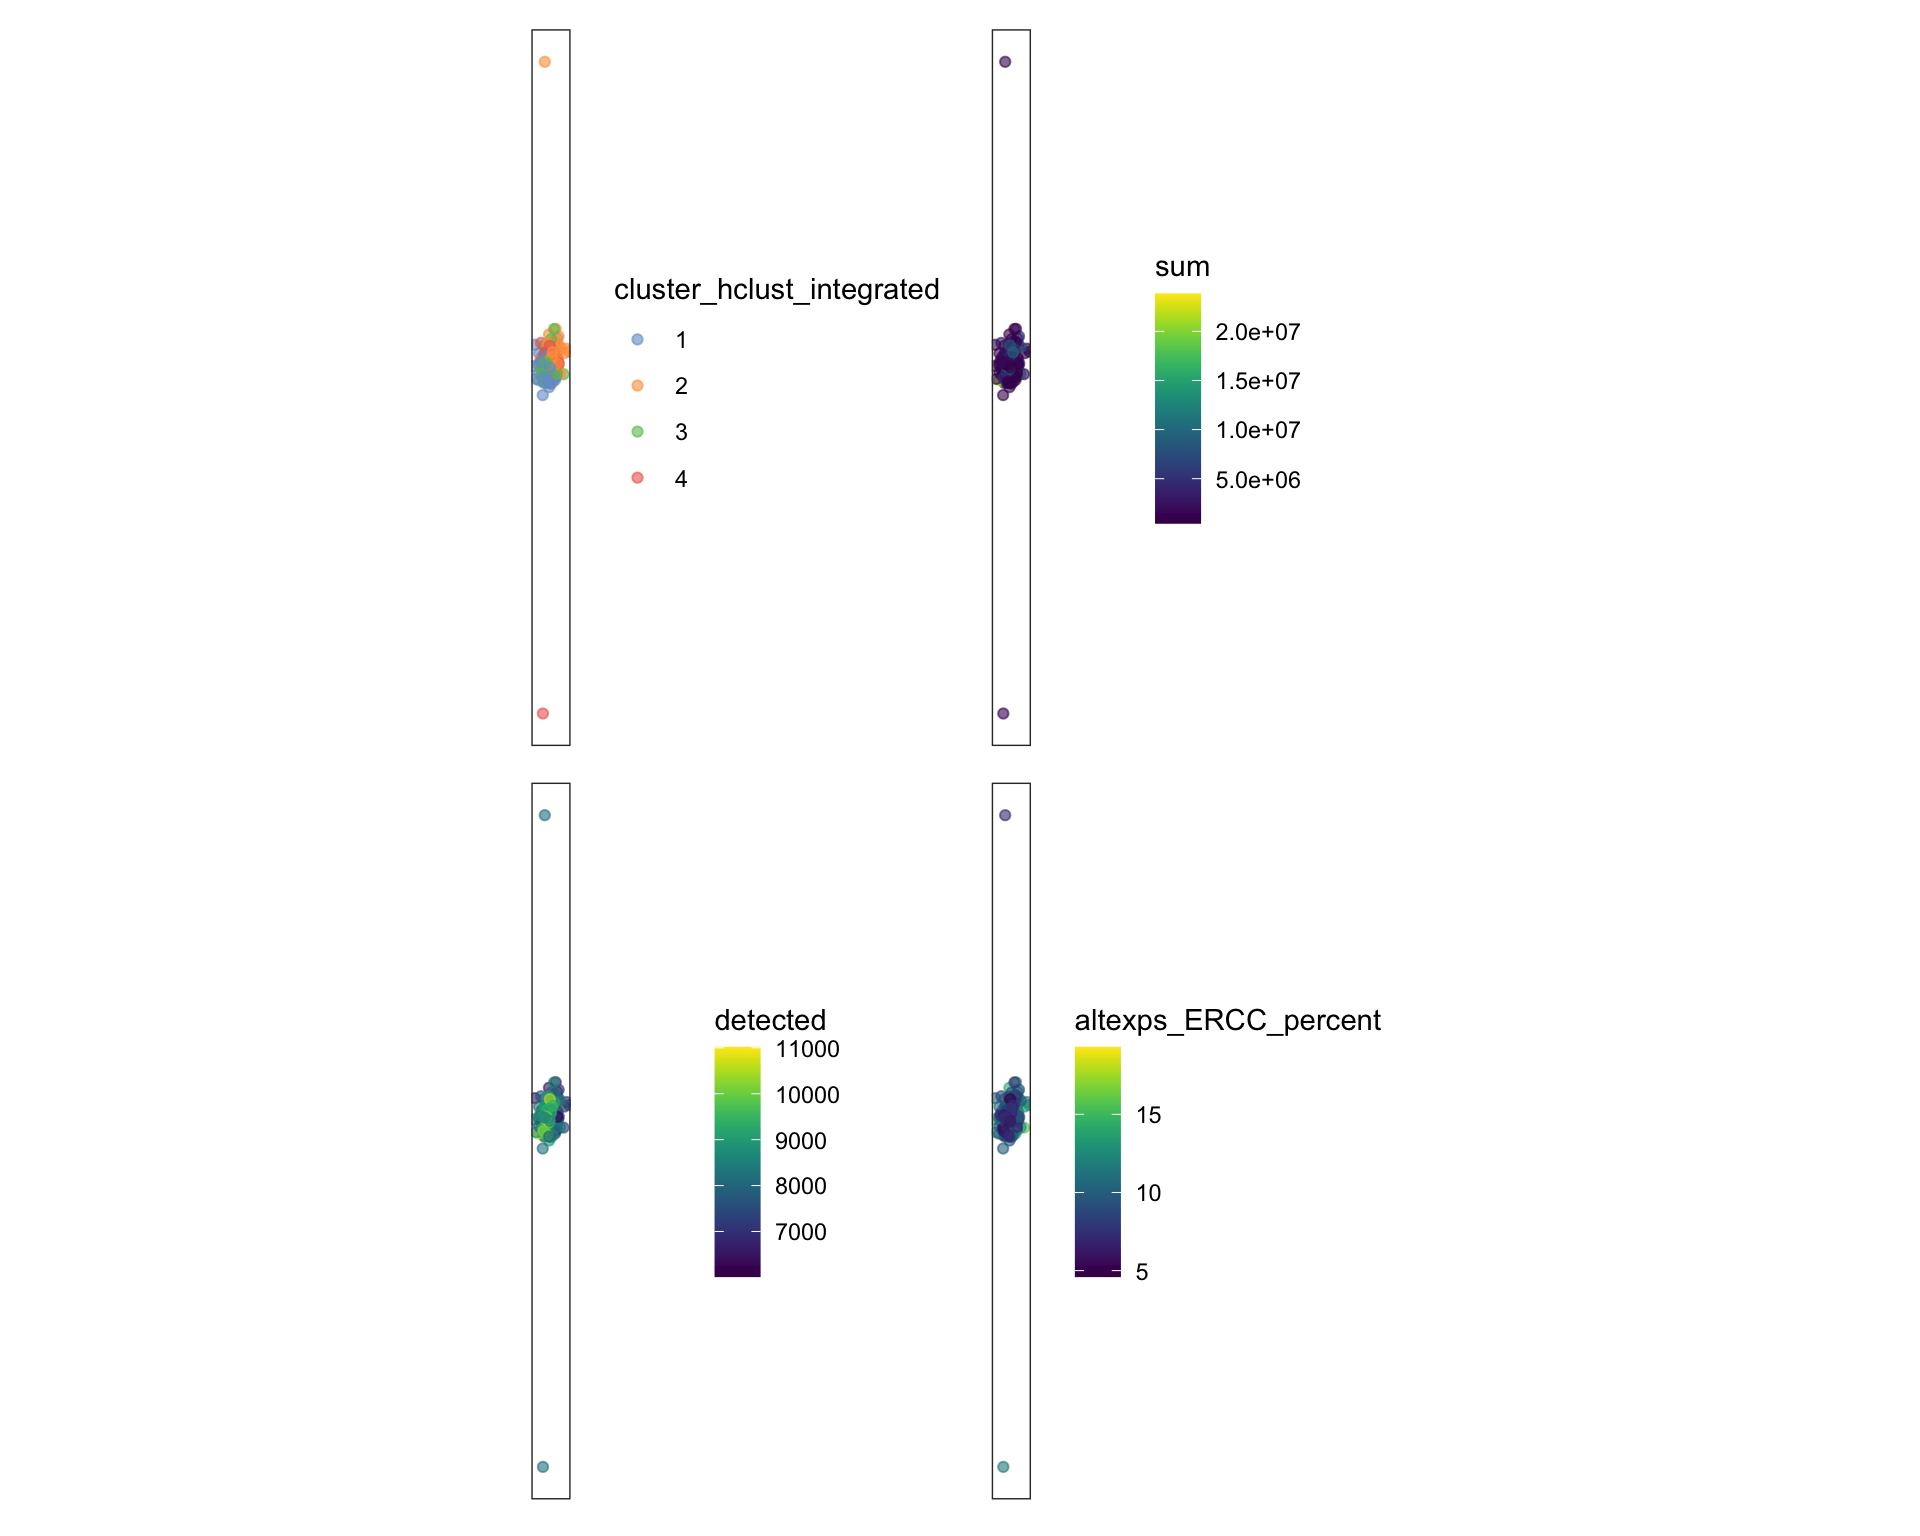 cluster_hclust_integrated
1
2
3
4
sum
2.0e+07
1.5e+07
1.0e+07
5.0e+06
detected
11000
10000
9000
8000
7000
altexps_ERCC_percent
15
10
5